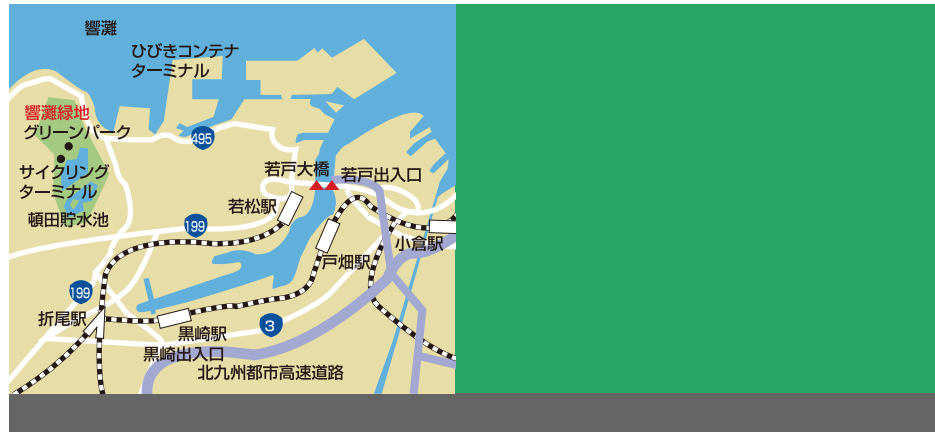 響灘
ひびきコンテナ
ターミナル
響灘緑地
グリーンパーク
495
サイクリング
ターミナル
若戸大橋
若戸出入口
頓田貯水池
若松駅
199
小倉駅
戸畑駅
199
折尾駅
3
黒崎駅
黒崎出入口
北九州都市高速道路